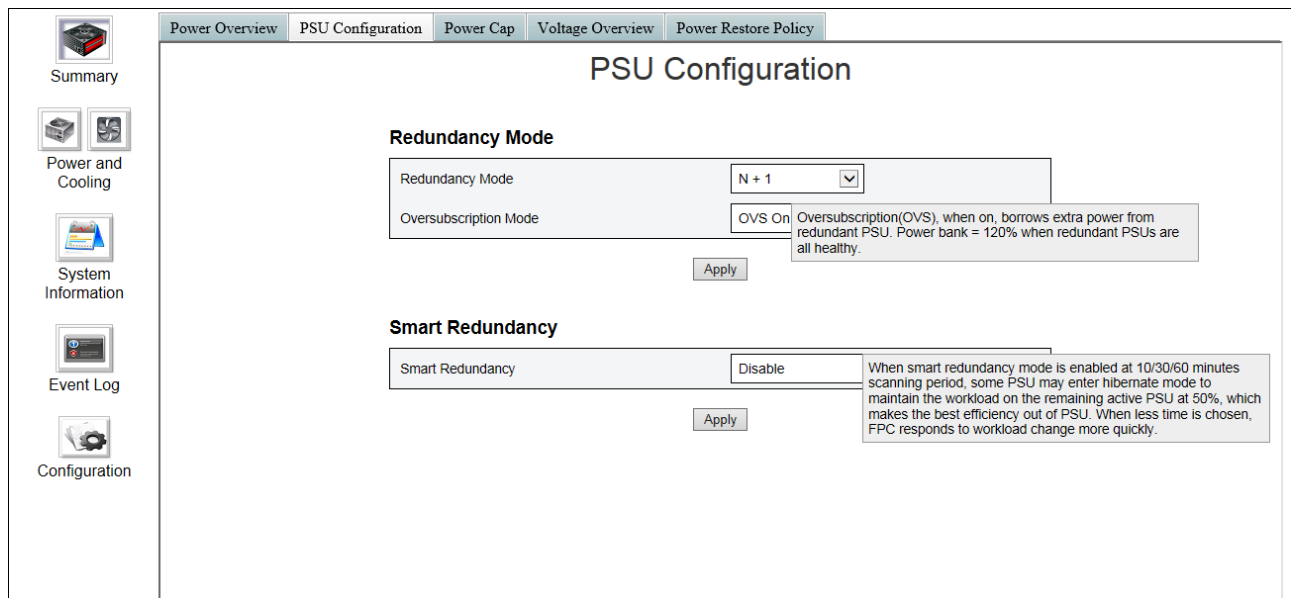 Power Overview
PSU Configuration
Power Cap
Voltage Overview
Power Restore Policy
Summary
Power and
Cooling
System
Information
Event Log
Configuration
PSU Configuration
Redundancy Mode
Redundancy Mode
N + 1
Oversubscription Mode
OVS On
Oversubscription(OVS), when on, borrows extra power from
redundant PSU. Power bank = 120% when redundant PSUs are
all healthy.
Apply
Smart Redundancy
Smart Redundancy
Disable
When smart redundancy mode is enabled at 10/30/60 minutes
scanning period, some PSU may enter hibernate mode to
maintain the workload on the remaining active PSU at 50%, which
makes the best efficiency out of PSU. When less time is chosen,
FPC responds to workload change more quickly.
Apply